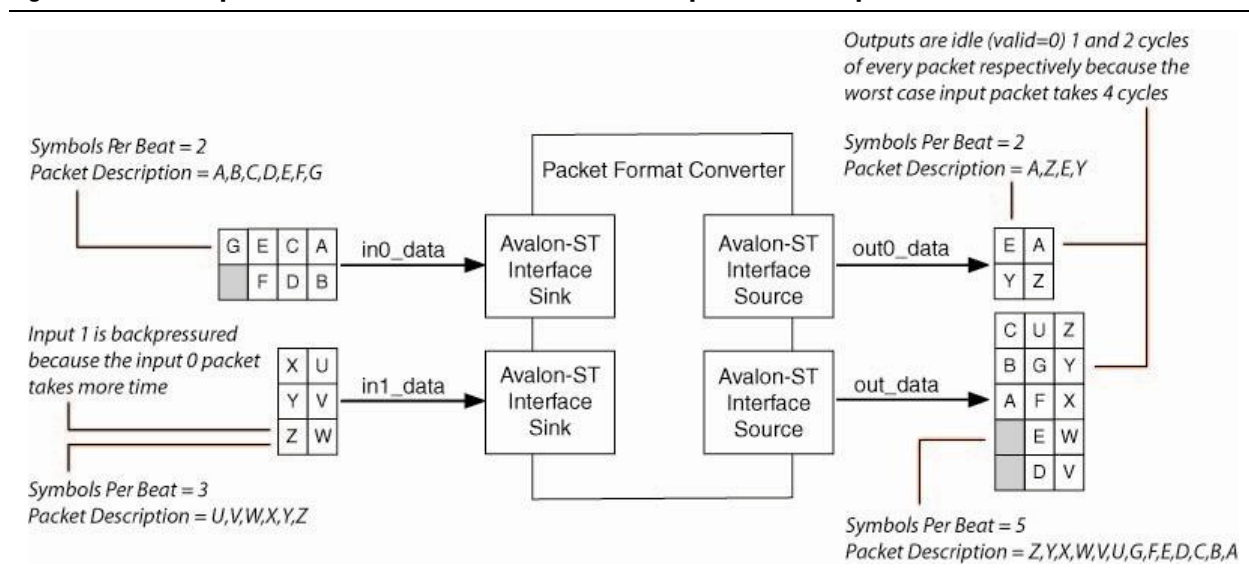 Outputs are idle (valid=0) 1 and 2 cycles
of every packet respectively because the
worst case input packet takes 4 cycles
Symbols Per Beat = 2
Packet Description = A,B,C,D,E,F,G
Packet Format Converter
Symbols Per Beat = 2
Packet Description = A,Z,E,Y
G E C A
F D B
in0_data
Avalon-ST
Interface
Sink
Avalon-ST
Interface
Source
out0_data
E A
Y Z
Input 1 is backpressured
because the input 0 packet
takes more time
X U
Y V
Z W
in1_data
Avalon-ST
Interface
Sink
Avalon-ST
Interface
Source
out_data
C U Z
B G Y
A F X
E W
D V
Symbols Per Beat = 3
Packet Description = U,V,W,X,Y,Z
Symbols Per Beat = 5
Packet Description = Z,Y,X,W,V,U,G,F,E,D,C,B,A